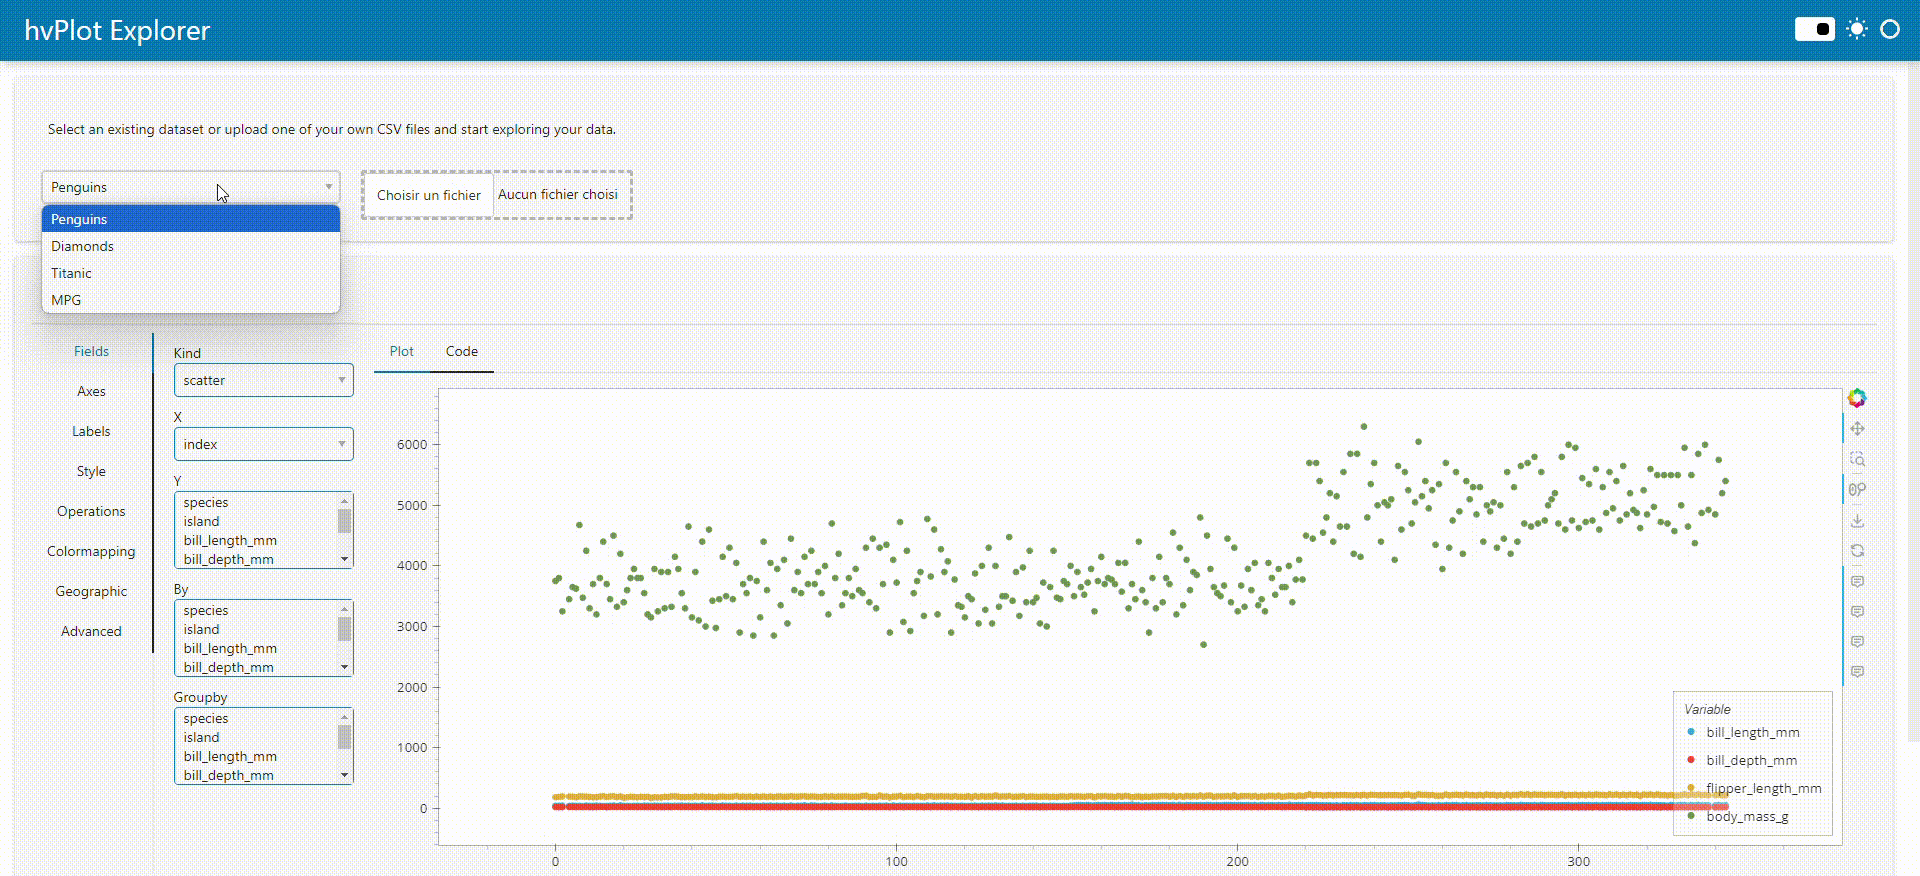 hvPlot Explorer
Select an existing dataset or upload one of your own CSV files and start exploring your data.
Penguins
Choisir un fichier
Aucun fichier choisi
Penguins
Diamonds
Titanic
MPG
Fields
Axes
Labels
Style
Operations
Colormapping
Geographic
Advanced
Kind
scatter
X
index
Y
species
island
bill_length_mm
bill_depth_mm
By
species
island
bill_length_mm
bill_depth_mm
Groupby
species
island
bill_length_mm
bill_depth_mm
Plot
Code
6000
5000
4000
3000
2000
1000
0
0
100
200
300
Variable
bill_length_mm
bill_depth_mm
flipper_length_mm
body_mass_g